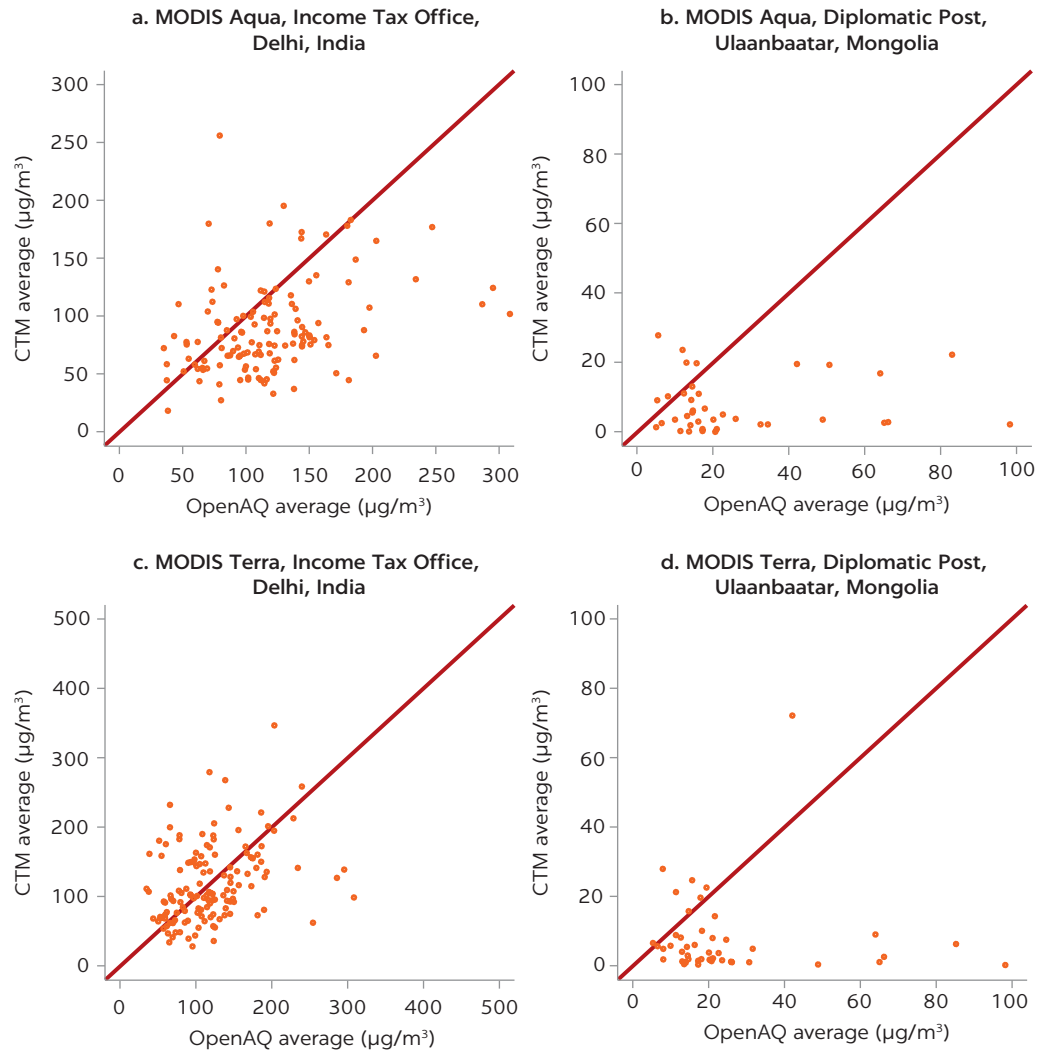 a. MODIS Aqua, Income Tax Office,
Delhi, India
300
250
200
150
100
50
0
CTM average (µg/m³)
0 50 100 150 200 250 300
OpenAQ average (µg/m³)
b. MODIS Aqua, Diplomatic Post,
Ulaanbaatar, Mongolia
100
80
60
40
20
0
CTM average (µg/m³)
0 20 40 60 80 100
OpenAQ average (µg/m³)
c. MODIS Terra, Income Tax Office,
Delhi, India
500
400
300
200
100
0
CTM average (µg/m³)
0 100 200 300 400 500
OpenAQ average (µg/m³)
d. MODIS Terra, Diplomatic Post,
Ulaanbaatar, Mongolia
100
80
60
40
20
0
CTM average (µg/m³)
0 20 40 60 80 100
OpenAQ average (µg/m³)